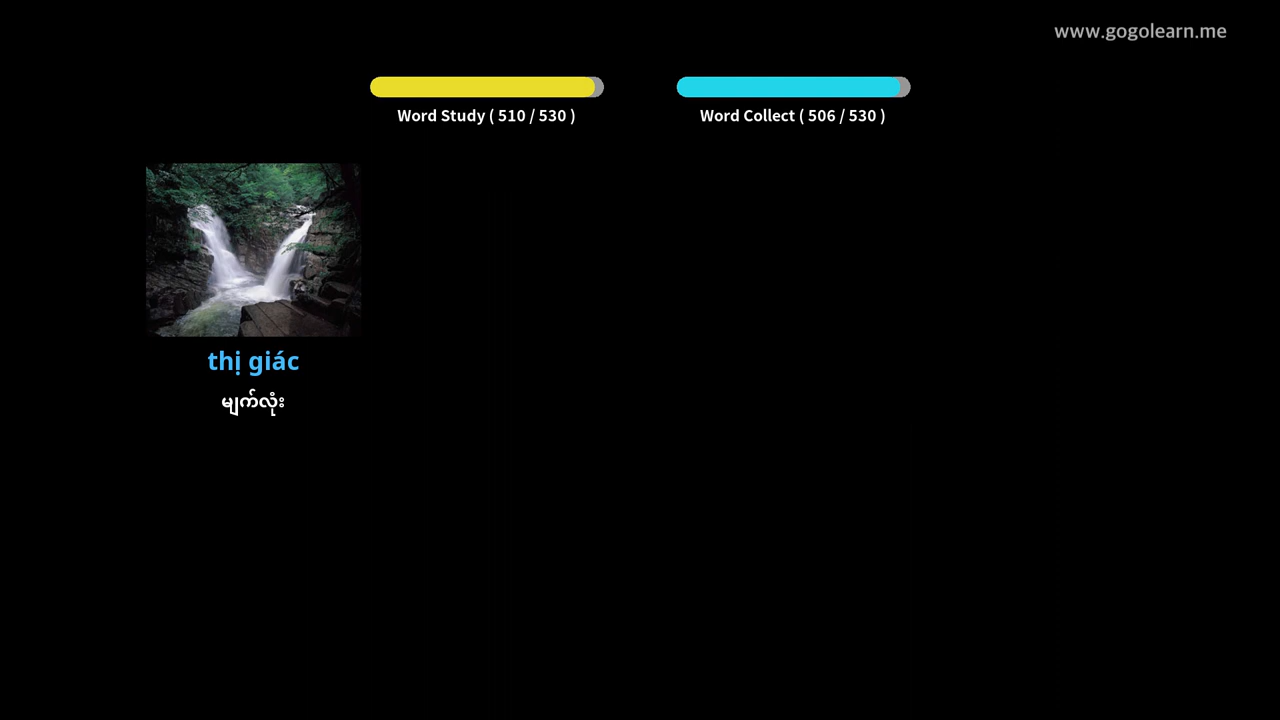 www.gogolearn.me
Word Study ( 510 / 530 )
Word Collect ( 506 / 530 )
thị giác
မျက်လုံး